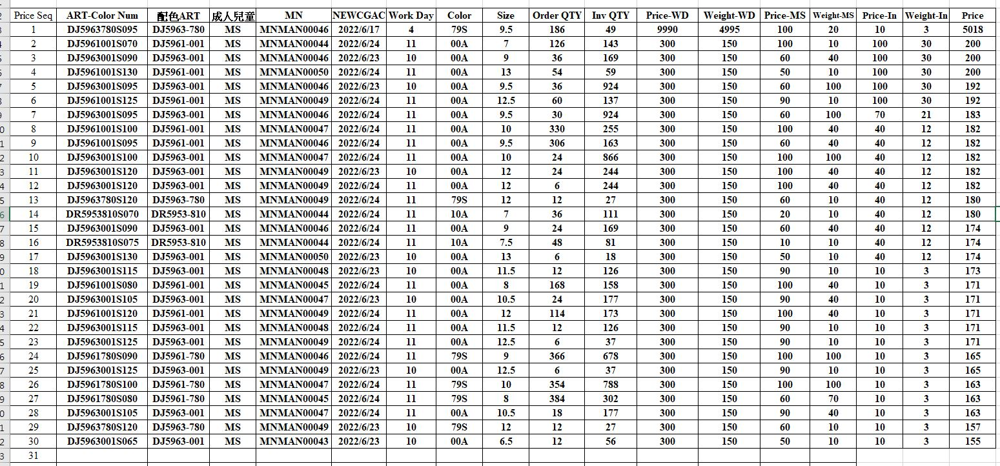 Price Seq ART-Color Num 配色ART 成人兒童 MN NEWCGAC Work Day Color Size Order QTY Inv QTY Price-WD Weight-WD Price-MS Weight-MS Price-In Weight-In Price
1 DJ5963780S095 DJ5963-780 MS MNMAN00046 2022/6/17 4 79S 9.5 186 49 9990 4995 100 20 10 3 5018
2 DJ5961001S070 DJ5961-001 MS MNMAN00044 2022/6/24 11 00A 7 126 143 300 150 100 10 100 30 200
3 DJ5963001S090 DJ5963-001 MS MNMAN00046 2022/6/23 10 00A 9 36 169 300 150 60 40 100 30 200
4 DJ5961001S130 DJ5961-001 MS MNMAN00050 2022/6/24 11 00A 13 54 59 300 150 50 10 100 30 200
5 DJ5963001S095 DJ5963-001 MS MNMAN00046 2022/6/23 10 00A 9.5 36 924 300 150 60 100 100 30 192
6 DJ5961001S125 DJ5961-001 MS MNMAN00049 2022/6/24 11 00A 12.5 60 137 300 150 90 10 100 30 192
7 DJ5963001S095 DJ5963-001 MS MNMAN00046 2022/6/24 11 00A 9.5 30 924 300 150 60 100 70 21 183
8 DJ5961001S100 DJ5961-001 MS MNMAN00047 2022/6/24 11 00A 10 330 255 300 150 100 40 40 12 182
9 DJ5961001S095 DJ5961-001 MS MNMAN00046 2022/6/24 11 00A 9.5 306 163 300 150 60 40 40 12 182
10 DJ5963001S100 DJ5963-001 MS MNMAN00047 2022/6/24 11 00A 10 24 866 300 150 100 100 40 12 182
11 DJ5963001S120 DJ5963-001 MS MNMAN00049 2022/6/23 10 00A 12 24 244 300 150 100 40 40 12 182
12 DJ5963001S120 DJ5963-001 MS MNMAN00049 2022/6/24 11 00A 12 6 244 300 150 100 40 40 12 182
13 DJ5963780S120 DJ5963-780 MS MNMAN00049 2022/6/24 11 79S 12 12 27 300 150 60 10 40 12 180
14 DR5953810S070 DR5953-810 MS MNMAN00044 2022/6/24 11 10A 7 36 111 300 150 20 10 40 12 180
15 DJ5963001S090 DJ5963-001 MS MNMAN00046 2022/6/24 11 00A 9 24 169 300 150 60 40 40 12 174
16 DR5953810S075 DR5953-810 MS MNMAN00044 2022/6/24 11 10A 7.5 48 81 300 150 10 10 40 12 174
17 DJ5963001S130 DJ5963-001 MS MNMAN00050 2022/6/23 10 00A 13 6 18 300 150 50 10 40 12 174
18 DJ5963001S115 DJ5963-001 MS MNMAN00048 2022/6/23 10 00A 11.5 12 126 300 150 90 10 10 3 173
19 DJ5961001S080 DJ5961-001 MS MNMAN00045 2022/6/24 11 00A 8 168 158 300 150 100 40 10 3 171
20 DJ5963001S105 DJ5963-001 MS MNMAN00047 2022/6/23 10 00A 10.5 24 177 300 150 90 40 10 3 171
21 DJ5961001S120 DJ5961-001 MS MNMAN00049 2022/6/24 11 00A 12 114 173 300 150 100 40 10 3 171
22 DJ5963001S115 DJ5963-001 MS MNMAN00048 2022/6/24 11 00A 11.5 12 126 300 150 90 10 10 3 171
23 DJ5963001S125 DJ5963-001 MS MNMAN00049 2022/6/24 11 00A 12.5 6 37 300 150 90 10 10 3 171
24 DJ5961780S090 DJ5961-780 MS MNMAN00046 2022/6/24 11 79S 9 366 678 300 150 100 100 10 3 165
25 DJ5963001S125 DJ5963-001 MS MNMAN00049 2022/6/23 10 00A 12.5 6 37 300 150 90 10 10 3 165
26 DJ5961780S100 DJ5961-780 MS MNMAN00047 2022/6/24 11 79S 10 354 788 300 150 100 100 10 3 163
27 DJ5961780S080 DJ5961-780 MS MNMAN00045 2022/6/24 11 79S 8 384 302 300 150 60 70 10 3 163
28 DJ5963001S105 DJ5963-001 MS MNMAN00047 2022/6/24 11 00A 10.5 18 177 300 150 90 40 10 3 163
29 DJ5963780S120 DJ5963-780 MS MNMAN00049 2022/6/23 10 79S 12 12 27 300 150 60 10 10 3 157
30 DJ5963001S065 DJ5963-001 MS MNMAN00043 2022/6/23 10 00A 6.5 12 56 300 150 50 10 10 3 155
31